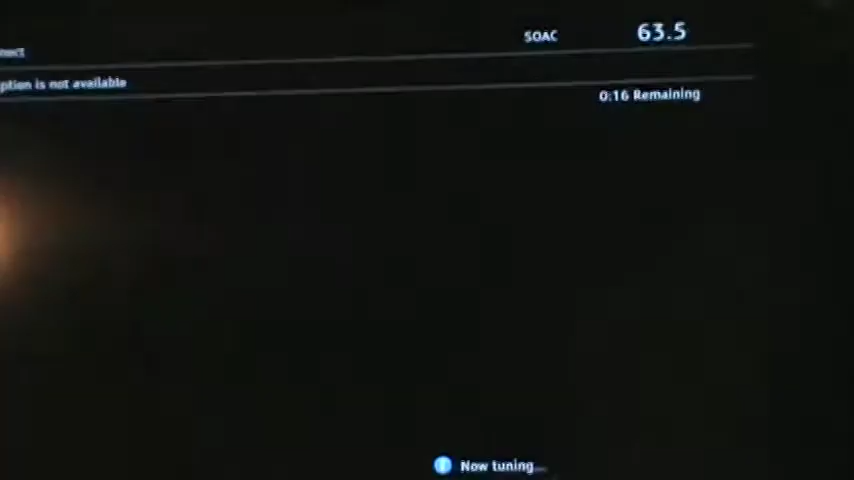 SOAC 63.5
nect
ption is not available
0:16 Remaining
Now tuning...